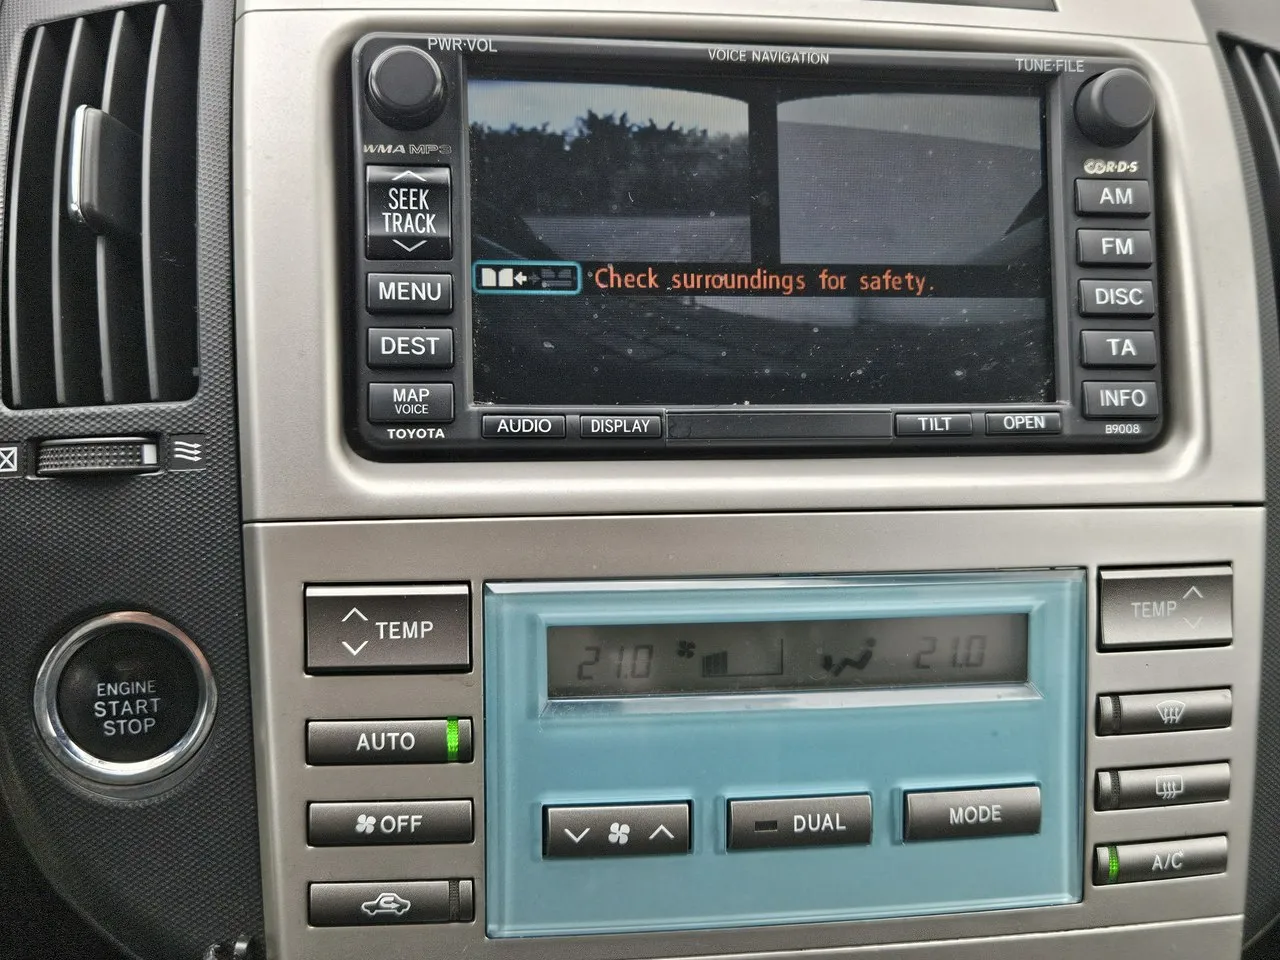 PWR·VOL
VOICE NAVIGATION
TUNE·FILE
WMA MP3
R·D·S
SEEK
TRACK
AM
FM
MENU
DISC
Check surroundings for safety.
DEST
TA
MAP
VOICE
INFO
TOYOTA
AUDIO
DISPLAY
TILT
OPEN
B9008
TEMP
21.0
21.0
TEMP
ENGINE
START
STOP
AUTO
OFF
DUAL
MODE
A/C